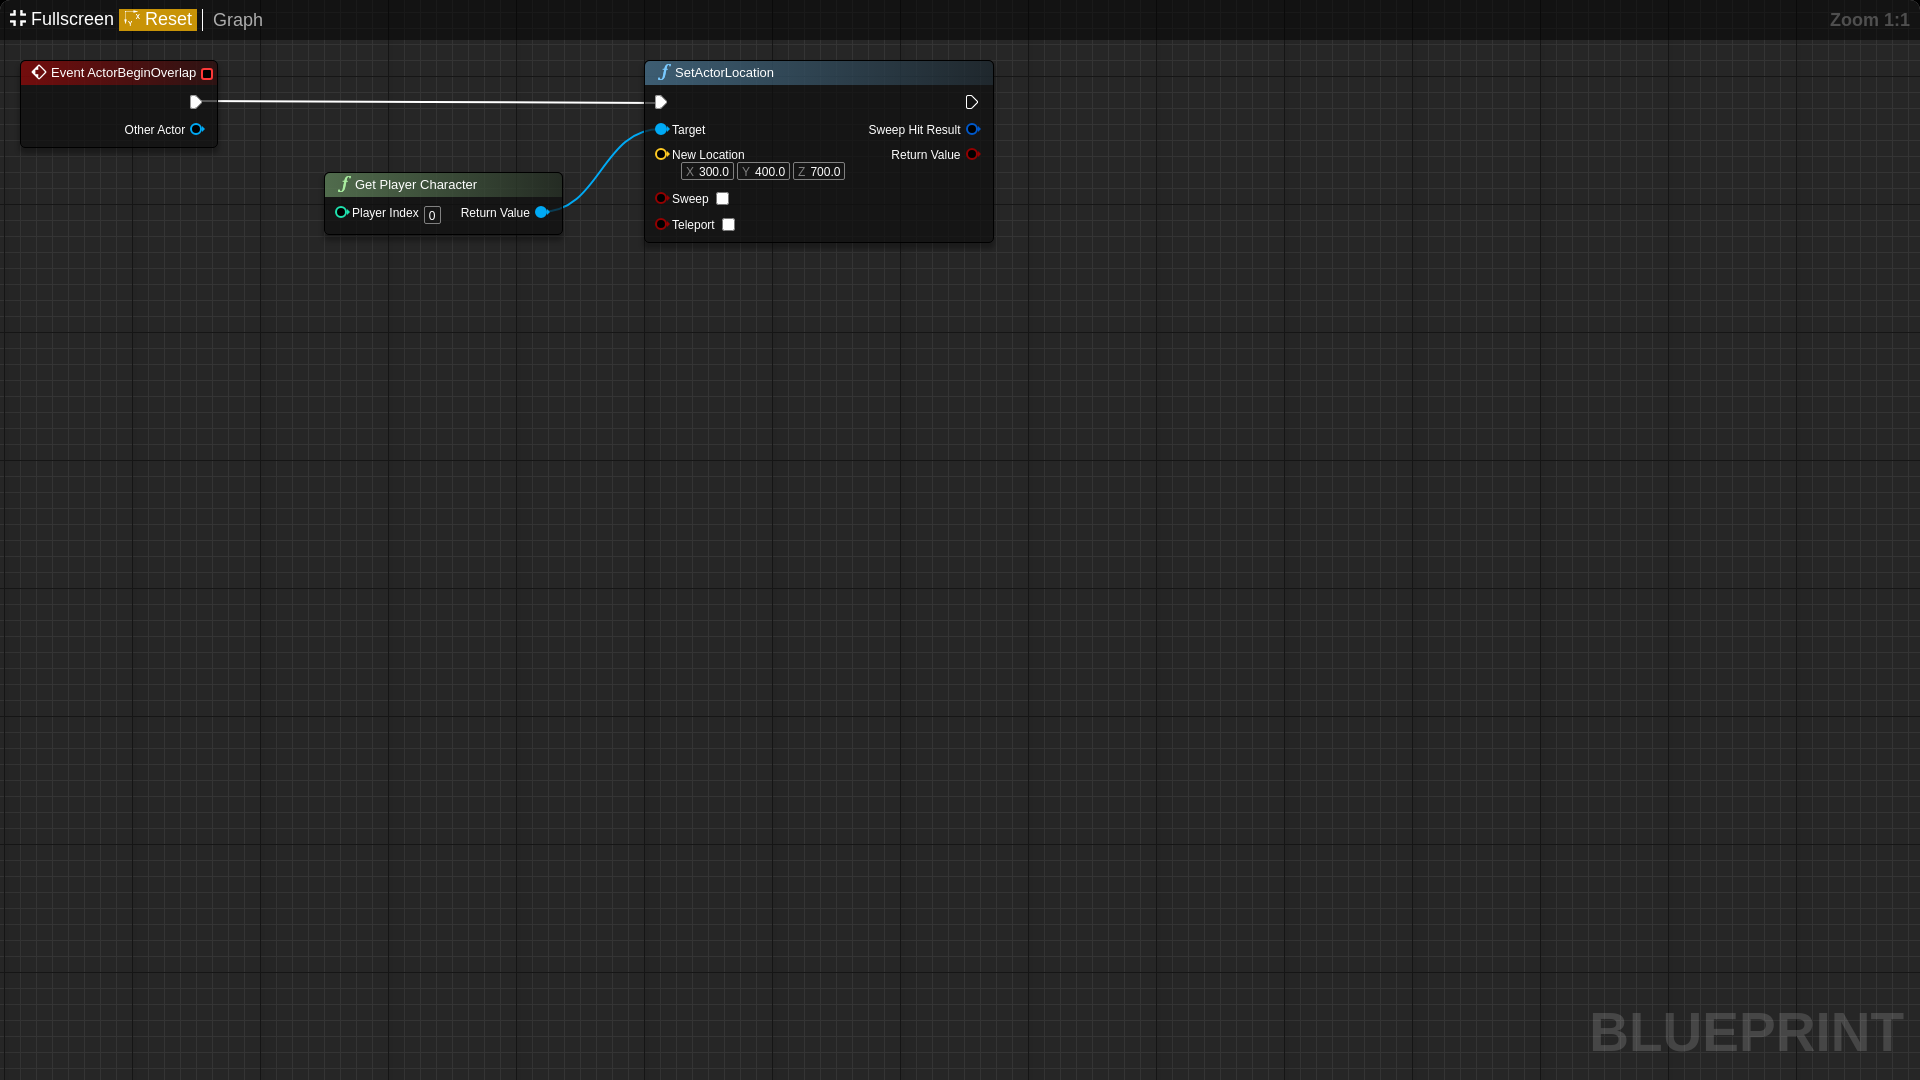 Fullscreen Reset Graph Zoom 1:1
Event ActorBeginOverlap
Other Actor
Get Player Character
Player Index 0 Return Value
SetActorLocation
Target Sweep Hit Result
New Location Return Value
X 300.0 Y 400.0 Z 700.0
Sweep
Teleport
BLUEPRINT